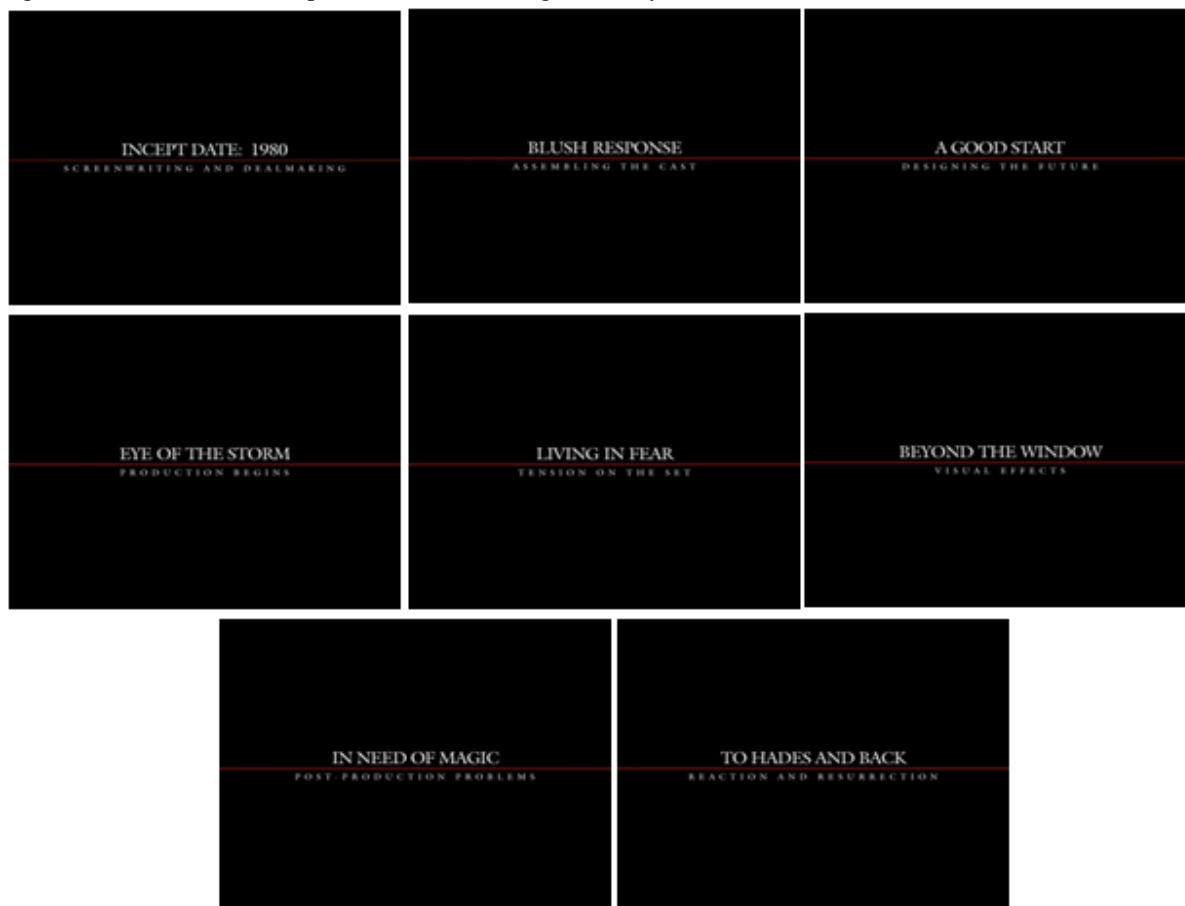 INCEPT DATE: 1980
SCREENWRITING AND DEALMAKING
BLUSH RESPONSE
ASSEMBLING THE CAST
A GOOD START
DESIGNING THE FUTURE
EYE OF THE STORM
PRODUCTION BEGINS
LIVING IN FEAR
TENSION ON THE SET
BEYOND THE WINDOW
VISUAL EFFECTS
IN NEED OF MAGIC
POST-PRODUCTION PROBLEMS
TO HADES AND BACK
REACTION AND RESURRECTION